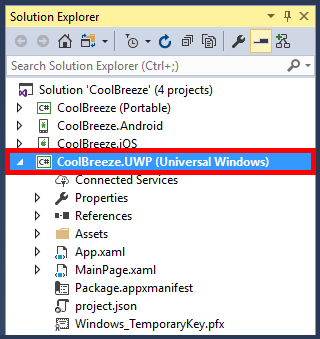 Solution Explorer
Search Solution Explorer (Ctrl+;)
Solution 'CoolBreeze' (4 projects)
C# CoolBreeze (Portable)
CoolBreeze.Android
CoolBreeze.iOS
C# CoolBreeze.UWP (Universal Windows)
Connected Services
Properties
References
Assets
App.xaml
MainPage.xaml
Package.appxmanifest
project.json
Windows_TemporaryKey.pfx